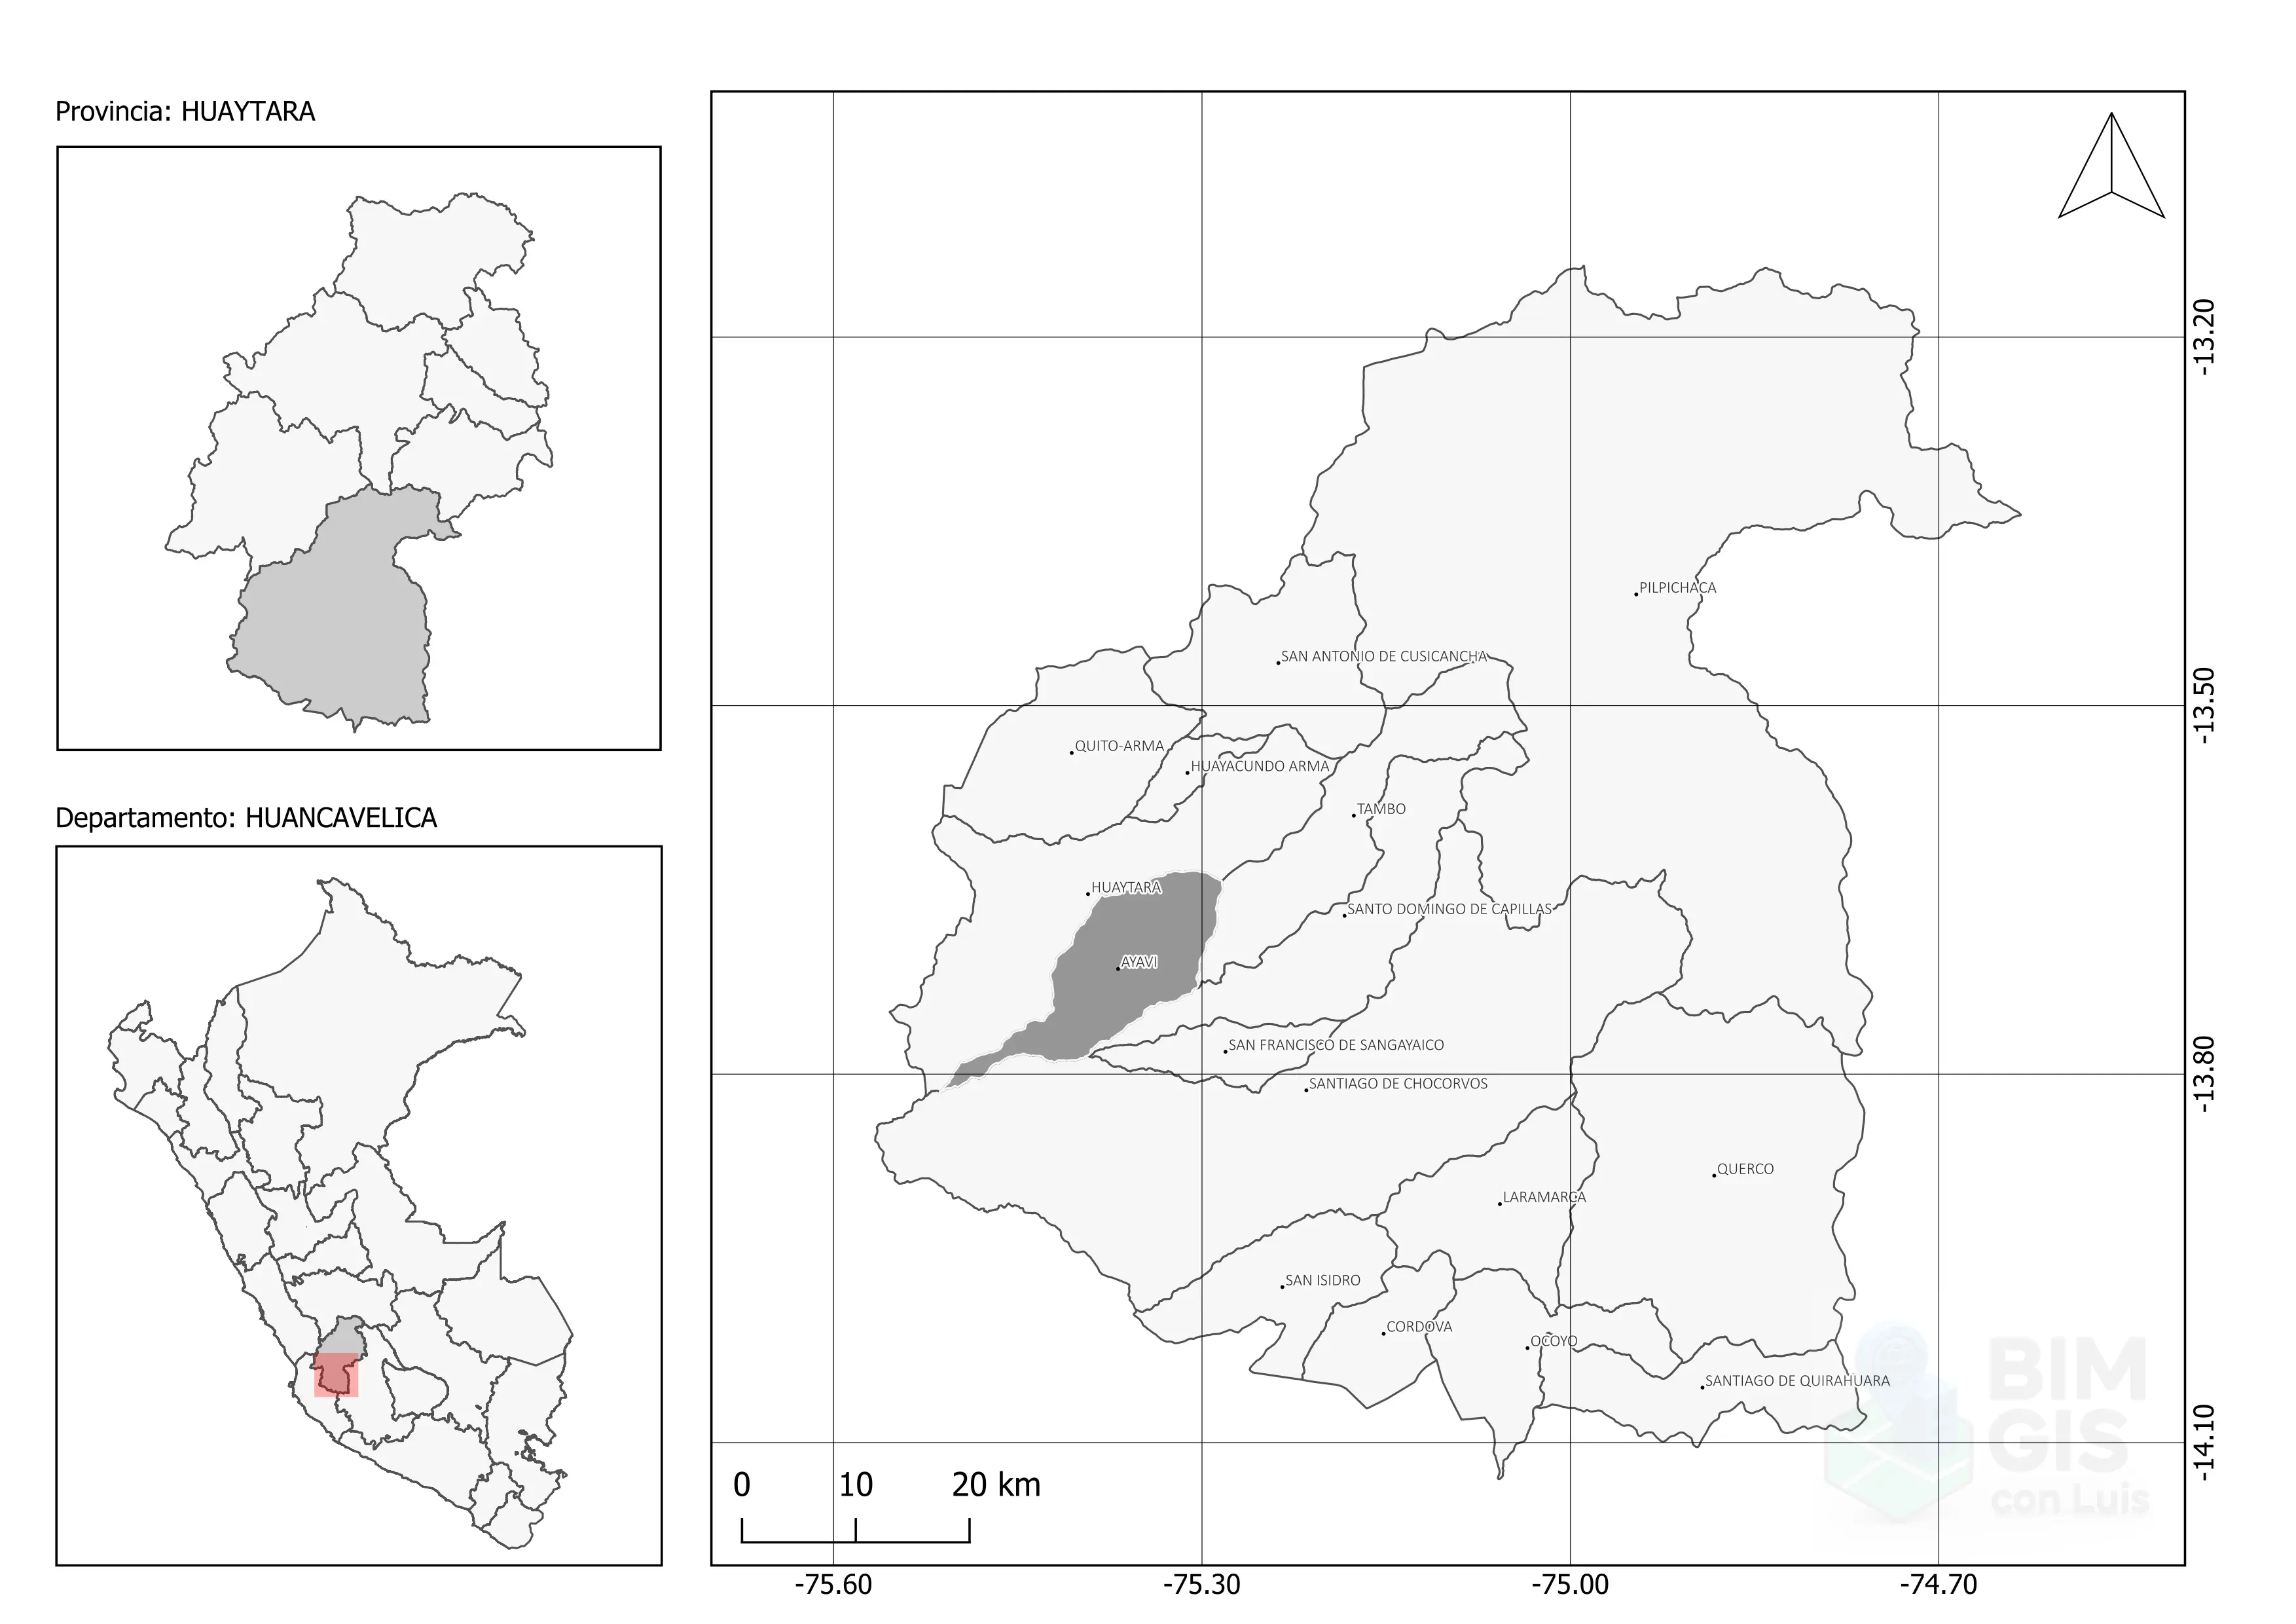 Provincia: HUAYTARA
Departamento: HUANCAVELICA
PILPICHACA
SAN ANTONIO DE CUSICANCHA
QUITO-ARMA
HUAYACUNDO ARMA
TAMBO
HUAYTARA
SANTO DOMINGO DE CAPILLAS
AYAVI
SAN FRANCISCO DE SANGAYAICO
SANTIAGO DE CHOCORVOS
QUERCO
LARAMARCA
SAN ISIDRO
CORDOVA
OCOYO
SANTIAGO DE QUIRAHUARA
-13.20
-13.50
-13.80
-14.10
0 10 20 km
-75.60 -75.30 -75.00 -74.70
BIM
GIS
con Luis